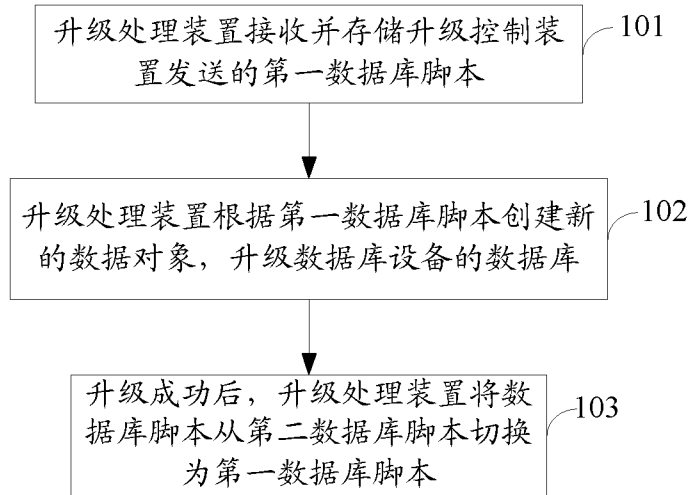 升级处理装置接收并存储升级控制装
置发送的第一数据库脚本
101
升级处理装置根据第一数据库脚本创建新
的数据对象，升级数据库设备的数据库
102
升级成功后，升级处理装置将数
据库脚本从第二数据库脚本切换
为第一数据库脚本
103